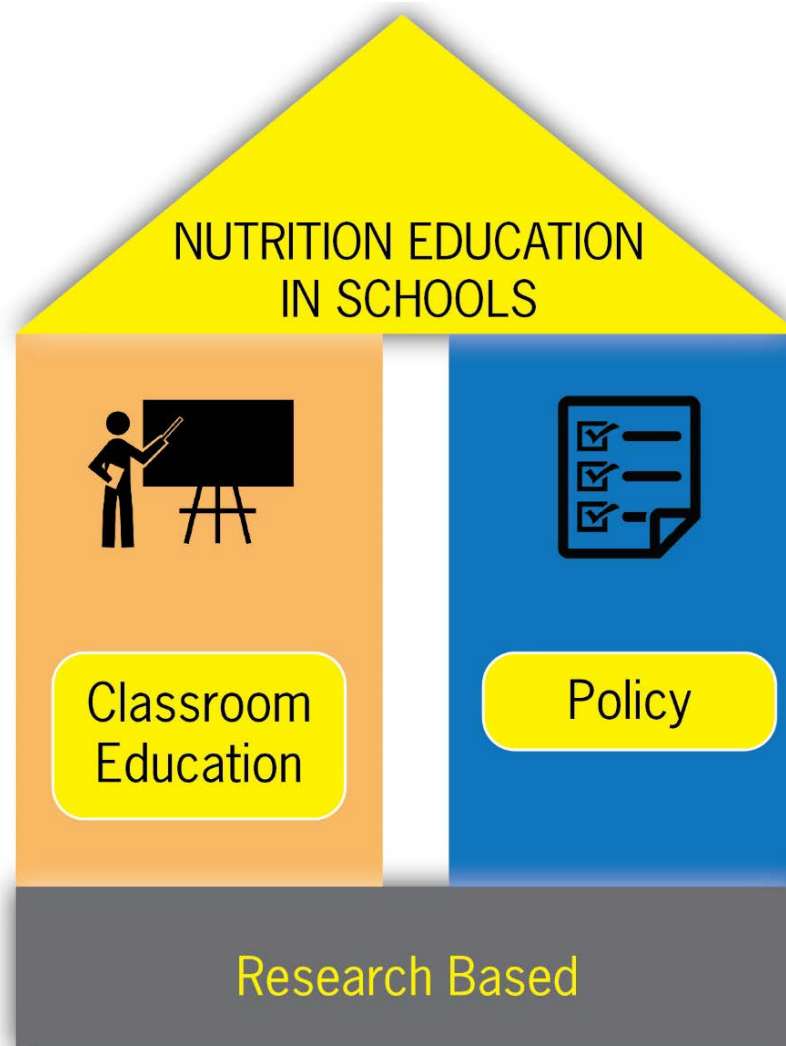 NUTRITION EDUCATION
IN SCHOOLS
Classroom
Education
Policy
Research Based